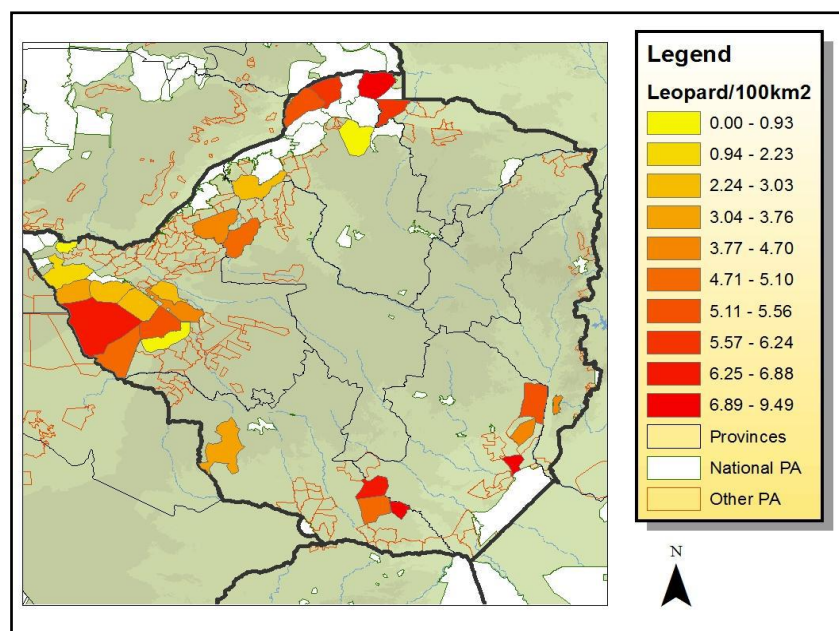 Legend
Leopard/100km2
0.00 - 0.93
0.94 - 2.23
2.24 - 3.03
3.04 - 3.76
3.77 - 4.70
4.71 - 5.10
5.11 - 5.56
5.57 - 6.24
6.25 - 6.88
6.89 - 9.49
Provinces
National PA
Other PA
N